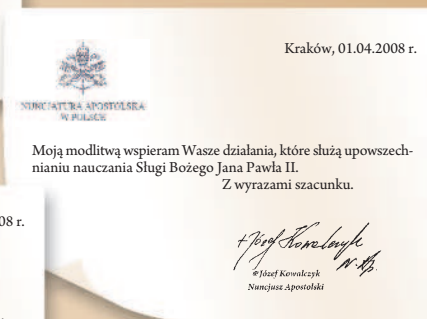 Kraków, 01.04.2008 r.
NUNCJATURA APOSTOLSKA
W POLSCE
Moją modlitwą wspieram Wasze działania, które służą upowszech-
nianiu nauczania Sługi Bożego Jana Pawła II.
Z wyrazami szacunku.
08 r.
+ Józef Kowalczyk
N. Ap.
Józef Kowalczyk
Nuncjusz Apostolski